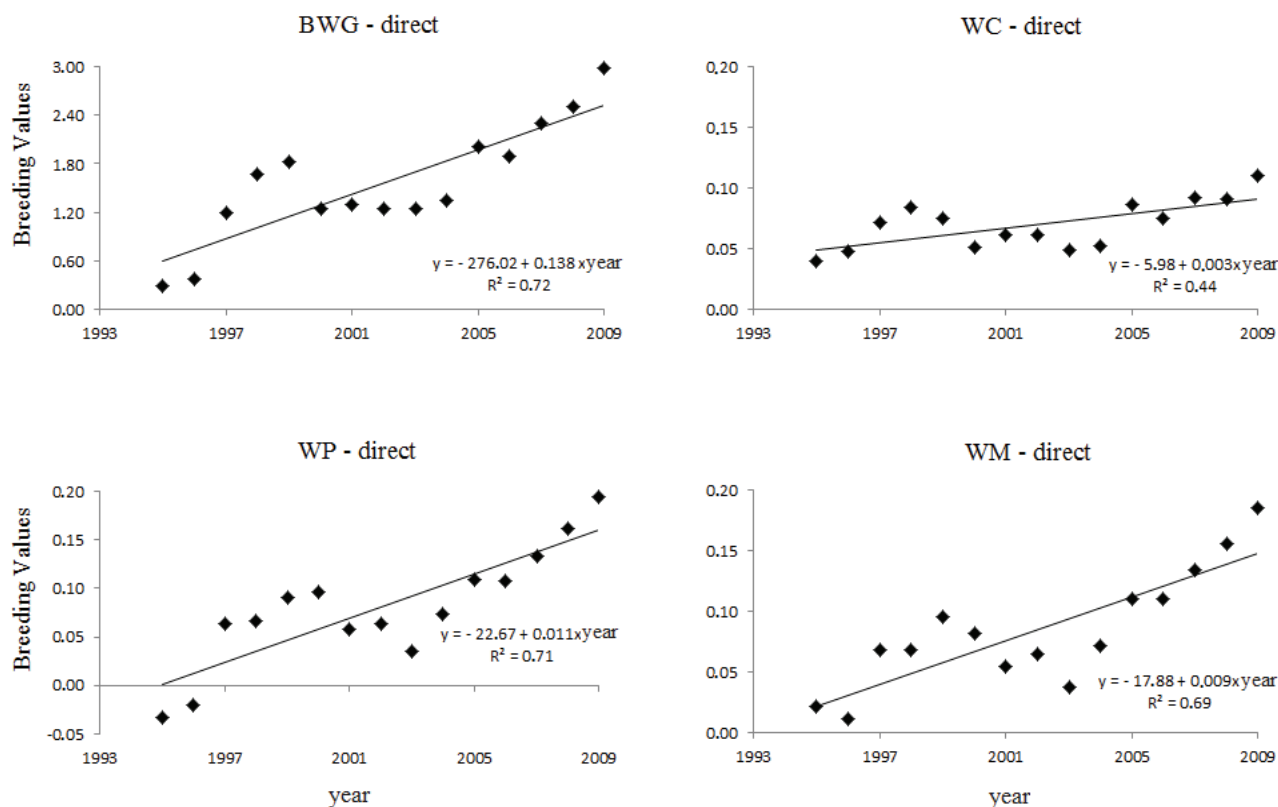 BWG - direct
3.00
2.40
1.80
1.20
0.60
0.00
Breeding Values
y = - 276.02 + 0.138 x year
R² = 0.72
1993
1997
2001
2005
2009
WC - direct
0.20
0.15
0.10
0.05
0.00
y = - 5.98 + 0.003 x year
R² = 0.44
1993
1997
2001
2005
2009
WP - direct
0.20
0.15
0.10
0.05
0.00
-0.05
Breeding Values
y = - 22.67 + 0.011 x year
R² = 0.71
1993
1997
2001
2005
2009
year
WM - direct
0.20
0.15
0.10
0.05
0.00
y = - 17.88 + 0.009 x year
R² = 0.69
1993
1997
2001
2005
2009
year